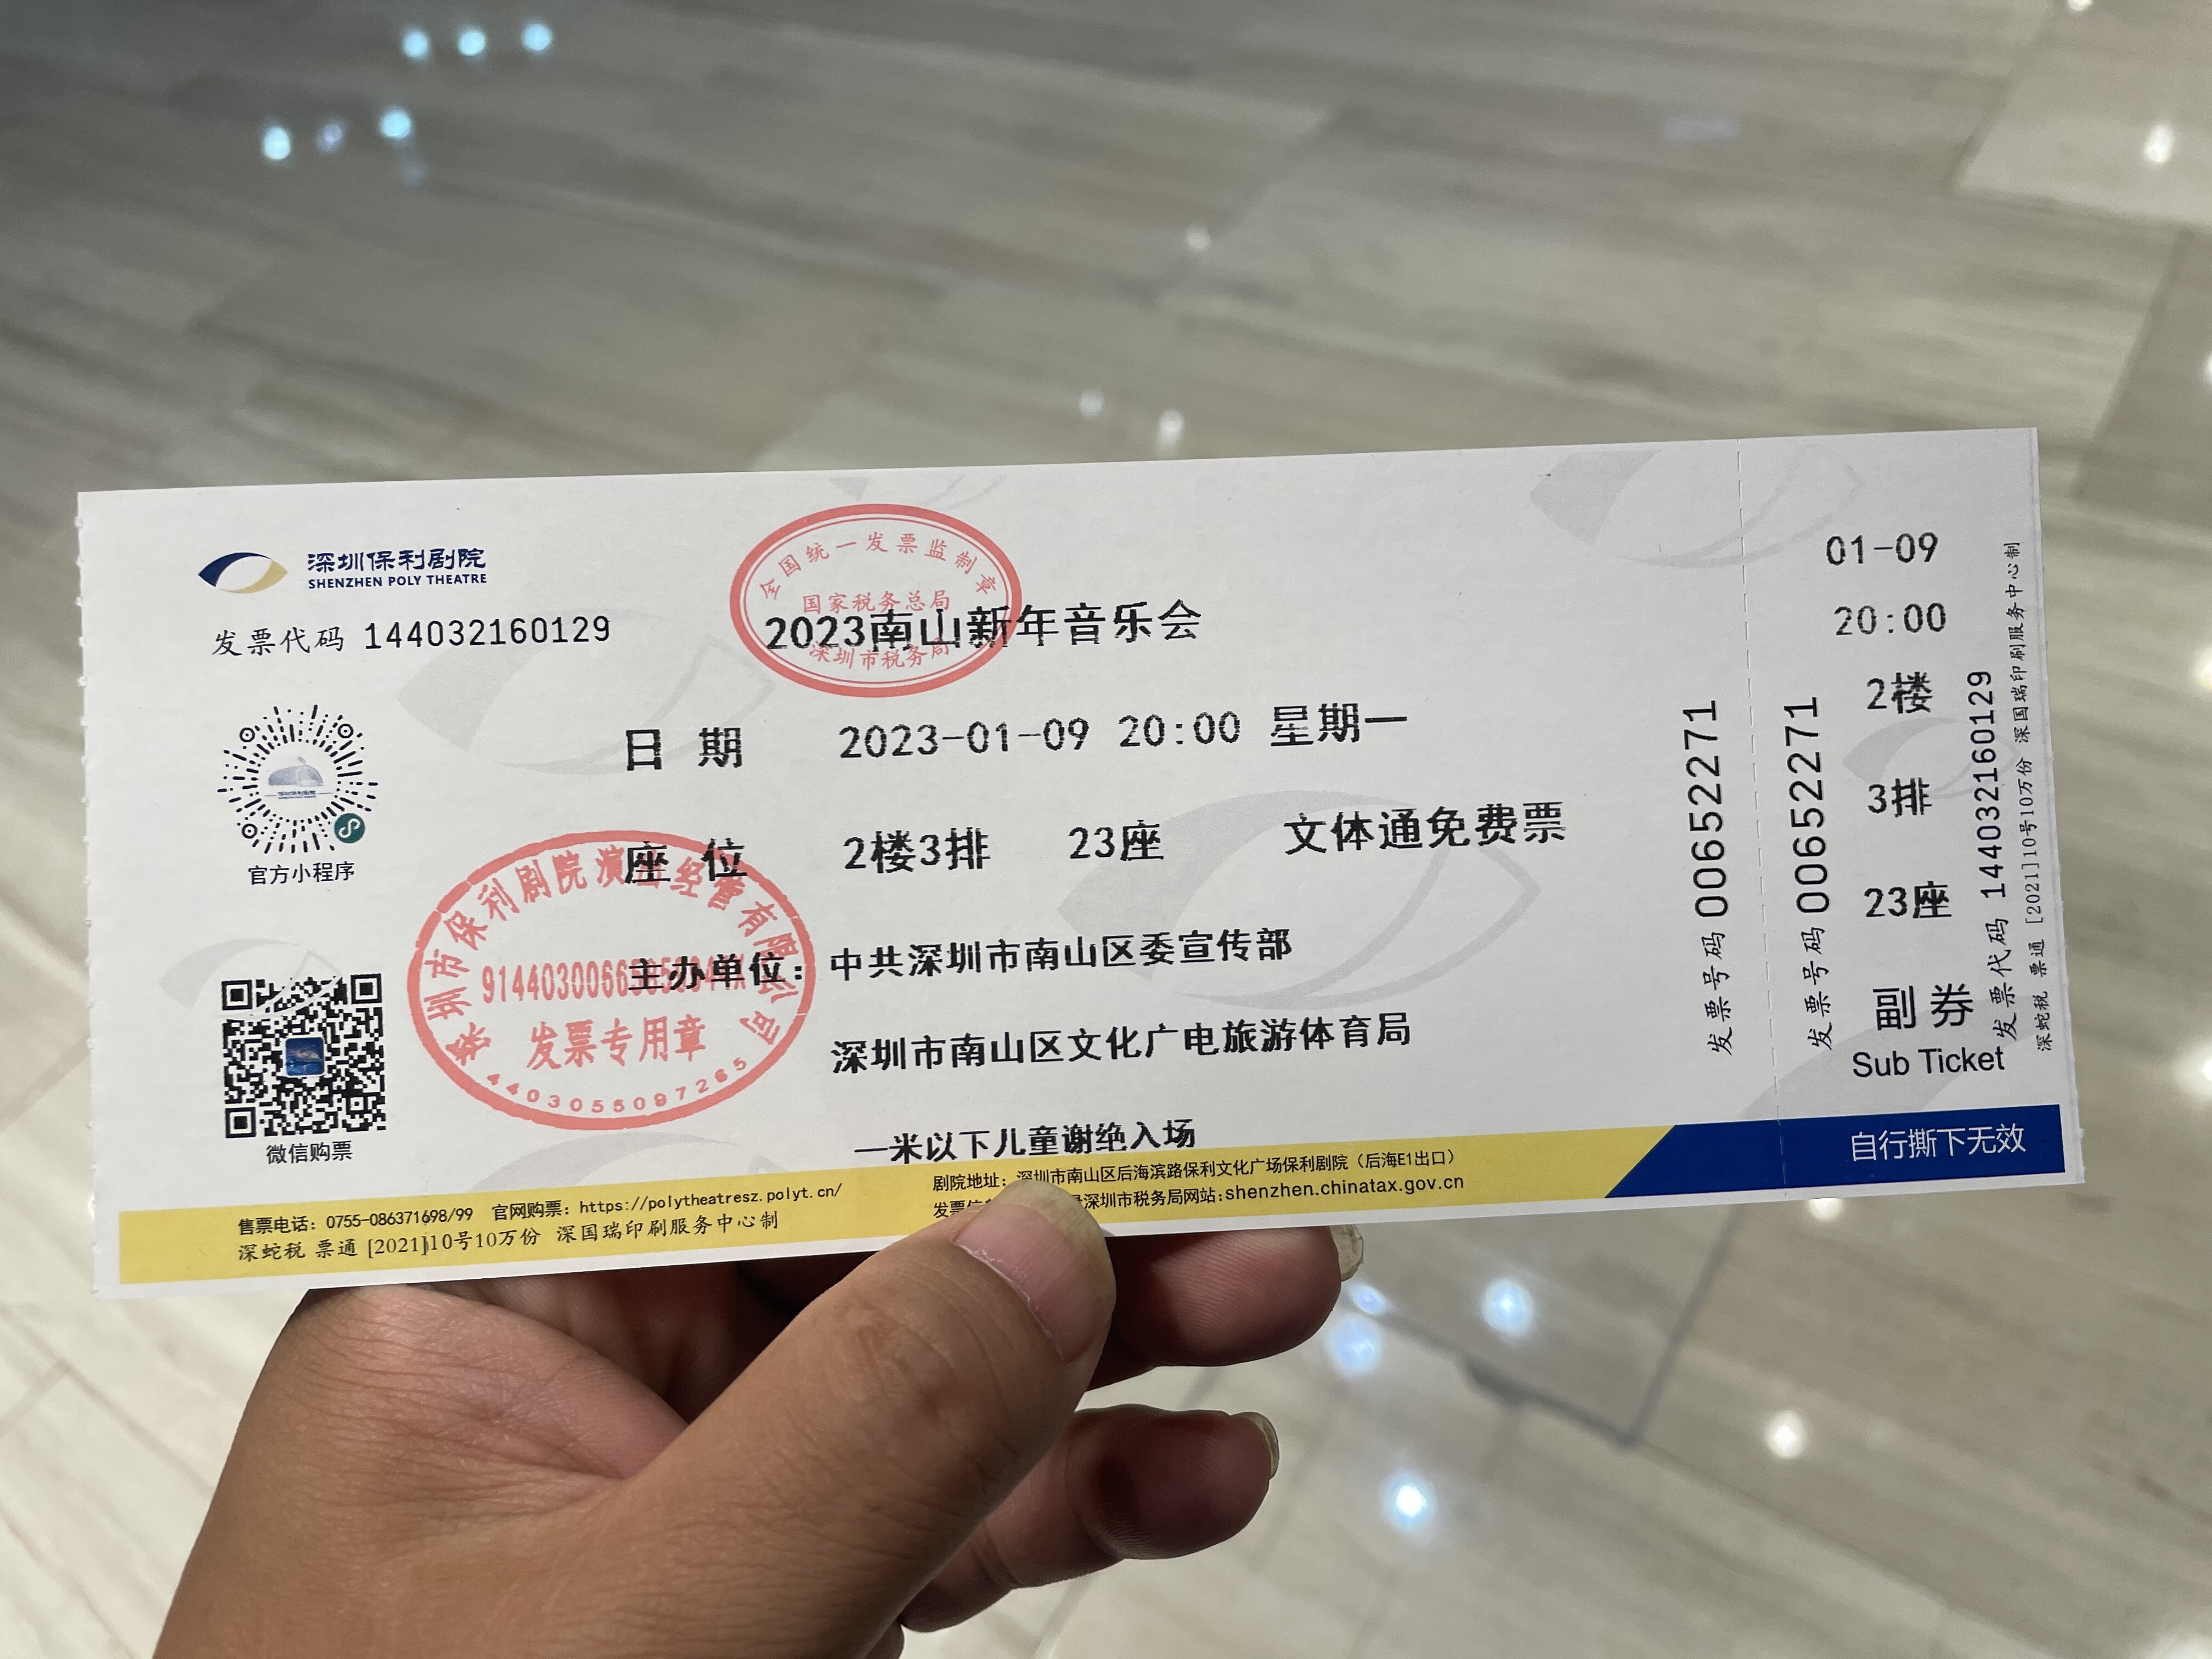 深圳保利剧院
SHENZHEN POLY THEATRE
发票代码 144032160129
全国统一发票监制章
国家税务总局
深圳市税务局
2023南山新年音乐会
日 期 2023-01-09 20:00 星期一
座 位 2楼3排 23座 文体通免费票
主办单位: 中共深圳市南山区委宣传部
深圳市南山区文化广电旅游体育局
一米以下儿童谢绝入场
官方小程序
微信购票
深圳市保利剧院演出经营有限公司
发票专用章
4403055097265
售票电话: 0755-086371698/99 官网购票: https://polytheatresz.polyt.cn/
深蛇税 票通 [2021]10号10万份 深国瑞印刷服务中心制
剧院地址: 深圳市南山区后海滨路保利文化广场保利剧院 (后海E1出口)
深圳市税务局网站:shenzhen.chinatax.gov.cn
发票号码 00652271
发票号码 00652271
01-09
20:00
2楼
3排
23座
副 券
Sub Ticket
发票代码 144032160129
深蛇税 票通 [2021]10号10万份 深国瑞印刷服务中心制
自行撕下无效